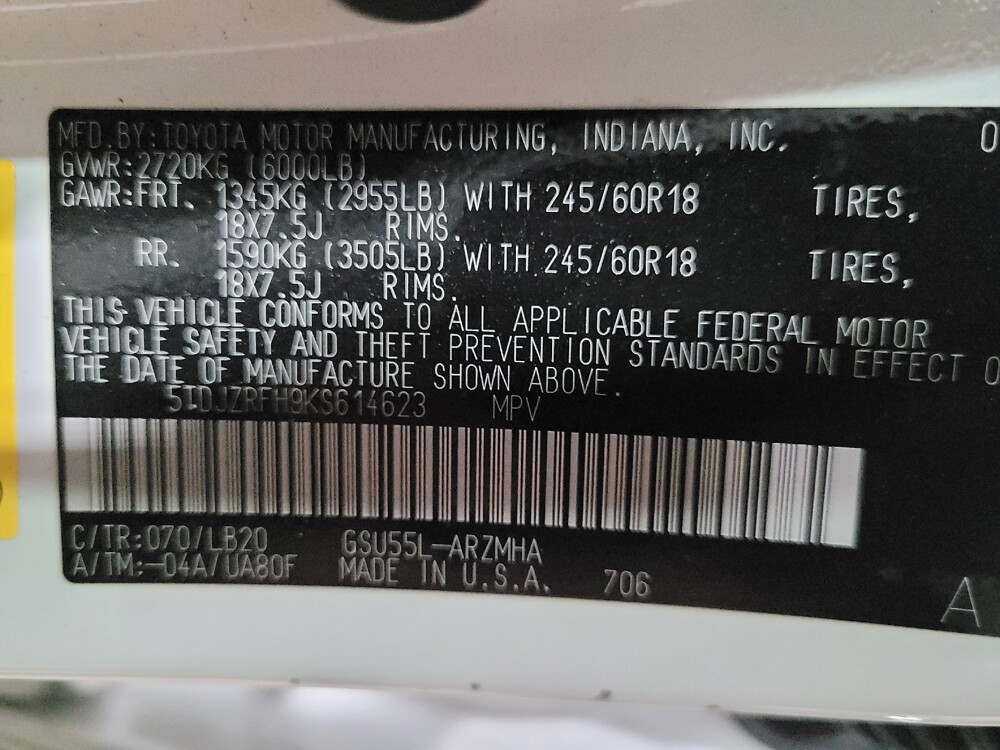 MFD.BY:TOYOTA MOTOR MANUFACTURING, INDIANA, INC. 0
GVWR:2720KG (6000LB)
GAWR:FRT. 1345KG (2955LB) WITH 245/60R18 TIRES,
18X7.5J RIMS.
RR. 1590KG (3505LB) WITH 245/60R18 TIRES,
18X7.5J RIMS.
THIS VEHICLE CONFORMS TO ALL APPLICABLE FEDERAL MOTOR
VEHICLE SAFETY AND THEFT PREVENTION STANDARDS IN EFFECT O
THE DATE OF MANUFACTURE SHOWN ABOVE.
5TDJZRFH9KS614623 MPV
C/TR:070/LB20 GSU55L-ARZMHA
A/TM:-04A/UA80F MADE IN U.S.A. 706
A